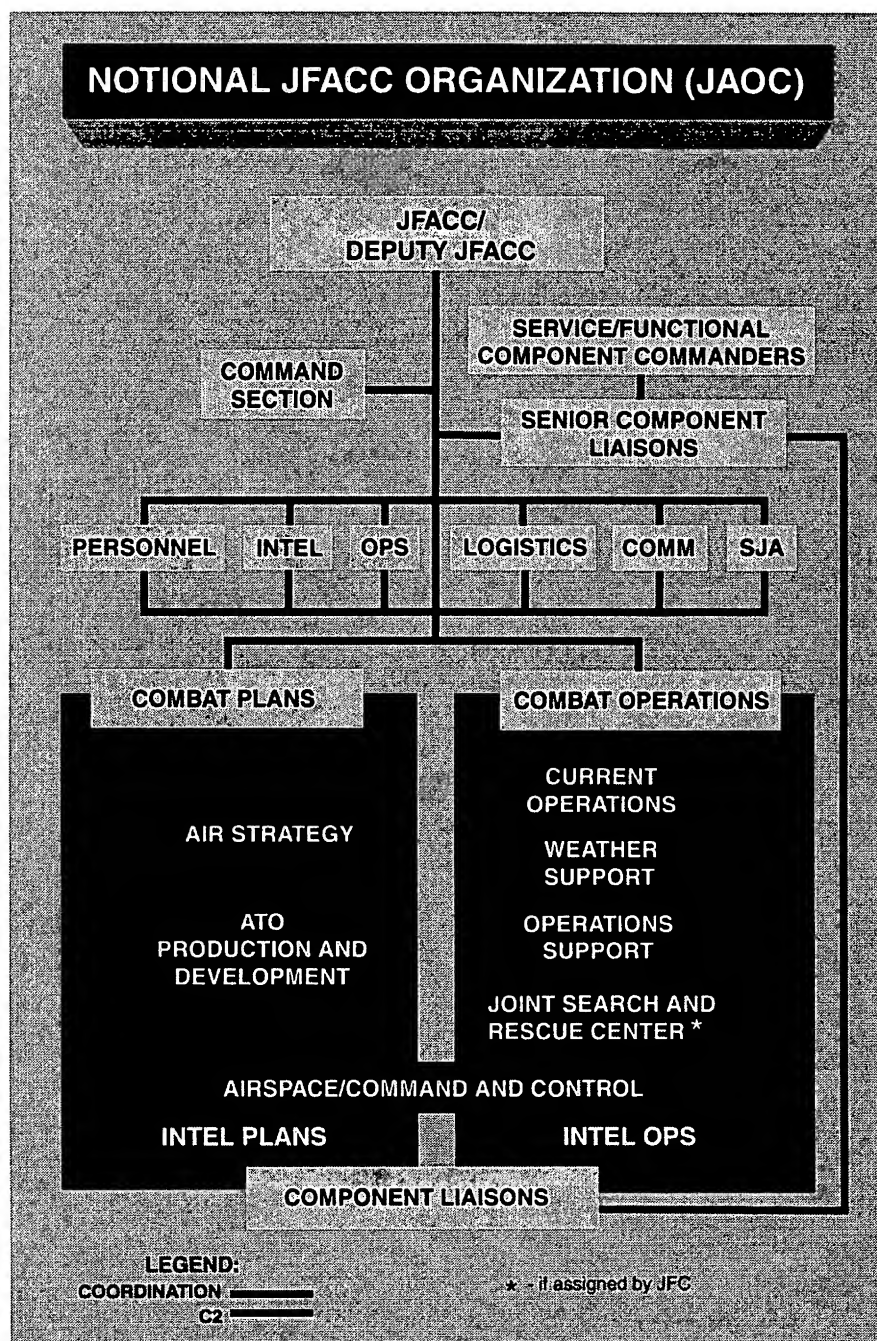 NOTIONAL JFACC ORGANIZATION (JAOC)
JFACC/
DEPUTY JFACC
SERVICE/FUNCTIONAL
COMPONENT COMMANDERS
COMMAND
SECTION
SENIOR COMPONENT
LIAISONS
PERSONNEL
INTEL
OPS
LOGISTICS
COMM
SJA
COMBAT PLANS
AIR STRATEGY
ATO
PRODUCTION AND
DEVELOPMENT
COMBAT OPERATIONS
CURRENT
OPERATIONS
WEATHER
SUPPORT
OPERATIONS
SUPPORT
JOINT SEARCH AND
RESCUE CENTER *
AIRSPACE/COMMAND AND CONTROL
INTEL PLANS
INTEL OPS
COMPONENT LIAISONS
LEGEND:
COORDINATION
C2
* - if assigned by JFC